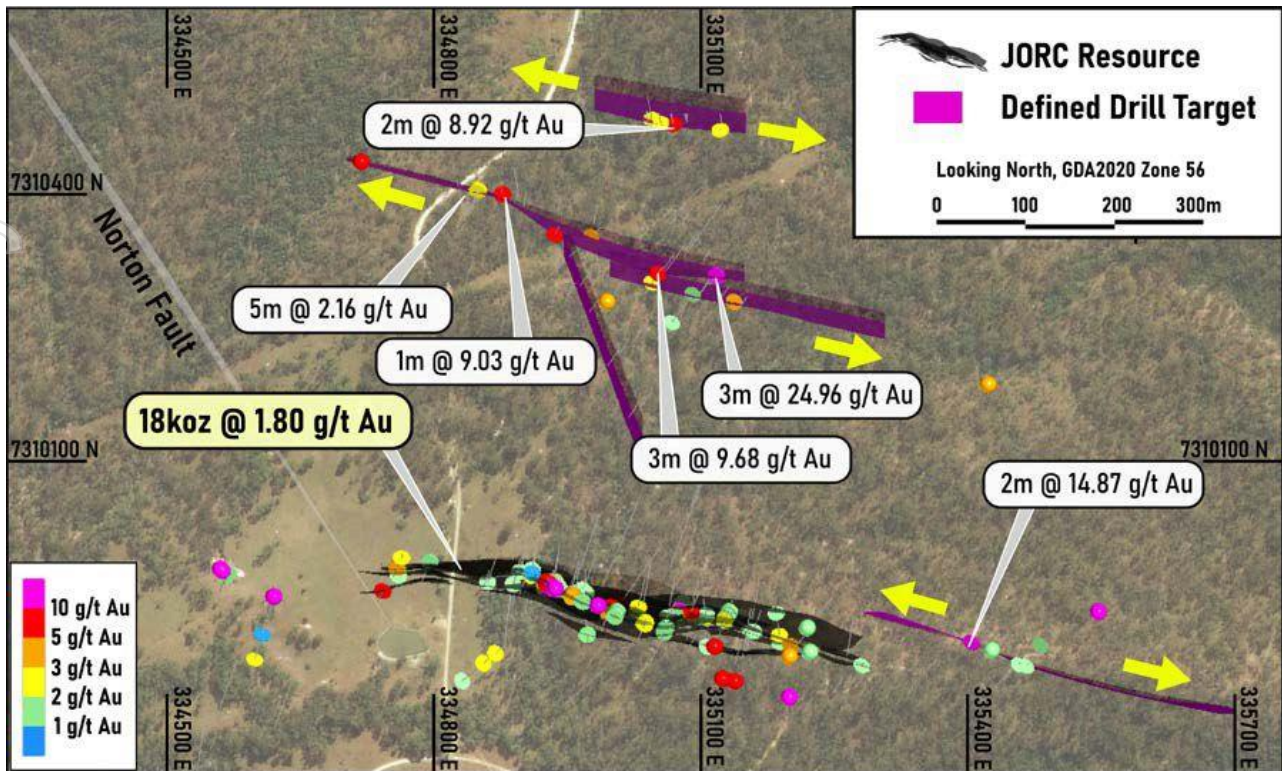 334500 E
334800 E
335100 E
JORC Resource
Defined Drill Target
Looking North, GDA2020 Zone 56
0 100 200 300m
2m @ 8.92 g/t Au
7310400 N
Norton Fault
5m @ 2.16 g/t Au
1m @ 9.03 g/t Au
3m @ 24.96 g/t Au
18koz @ 1.80 g/t Au
3m @ 9.68 g/t Au
7310100 N
7310100 N
2m @ 14.87 g/t Au
10 g/t Au
5 g/t Au
3 g/t Au
2 g/t Au
1 g/t Au
334500 E
334800 E
335100 E
335400 E
335700 E